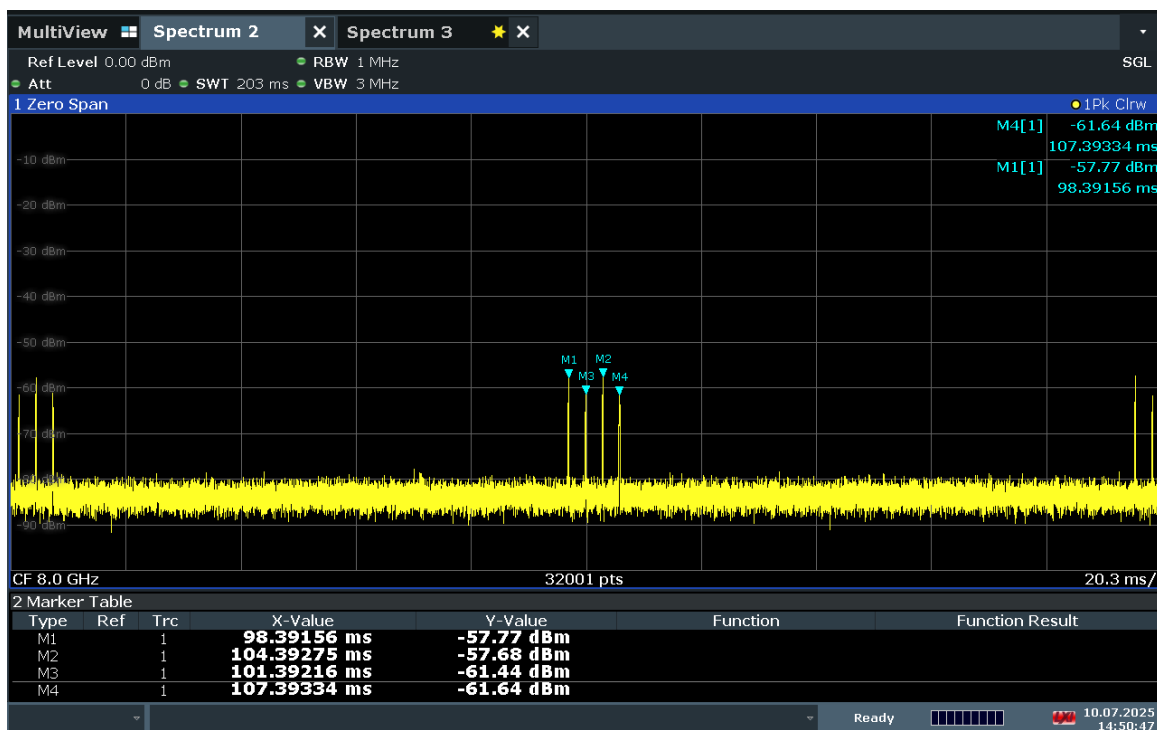 MultiView Spectrum 2 X Spectrum 3 X
Ref Level 0.00 dBm RBW 1 MHz SGL
Att 0 dB SWT 203 ms VBW 3 MHz
1 Zero Span 1Pk Clrw
M4[1] -61.64 dBm
107.39334 ms
-10 dBm
M1[1] -57.77 dBm
98.39156 ms
-20 dBm
-30 dBm
-40 dBm
-50 dBm
M1 M2
M3 M4
-60 dBm
-70 dBm
-90 dBm
CF 8.0 GHz 32001 pts 20.3 ms/
2 Marker Table
Type Ref Trc X-Value Y-Value Function Function Result
M1 1 98.39156 ms -57.77 dBm
M2 1 104.39275 ms -57.68 dBm
M3 1 101.39216 ms -61.44 dBm
M4 1 107.39334 ms -61.64 dBm
Ready 10.07.2025
14:50:47